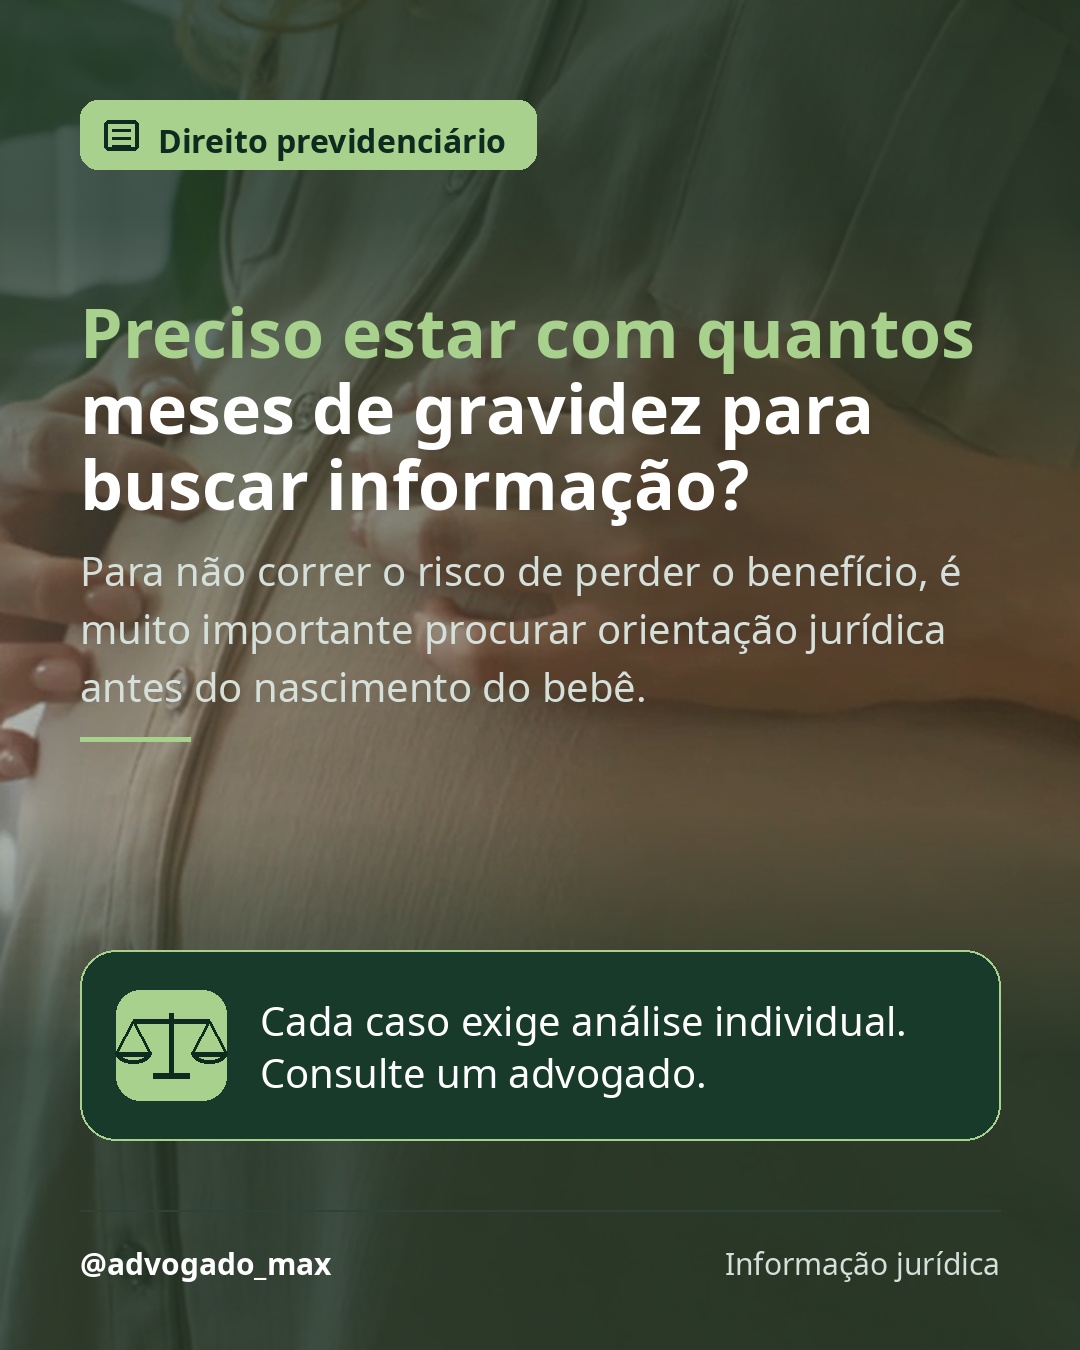 Direito previdenciário
Preciso estar com quantos
meses de gravidez para
buscar informação?
Para não correr o risco de perder o benefício, é
muito importante procurar orientação jurídica
antes do nascimento do bebê.
Cada caso exige análise individual.
Consulte um advogado.
@advogado_max
Informação jurídica